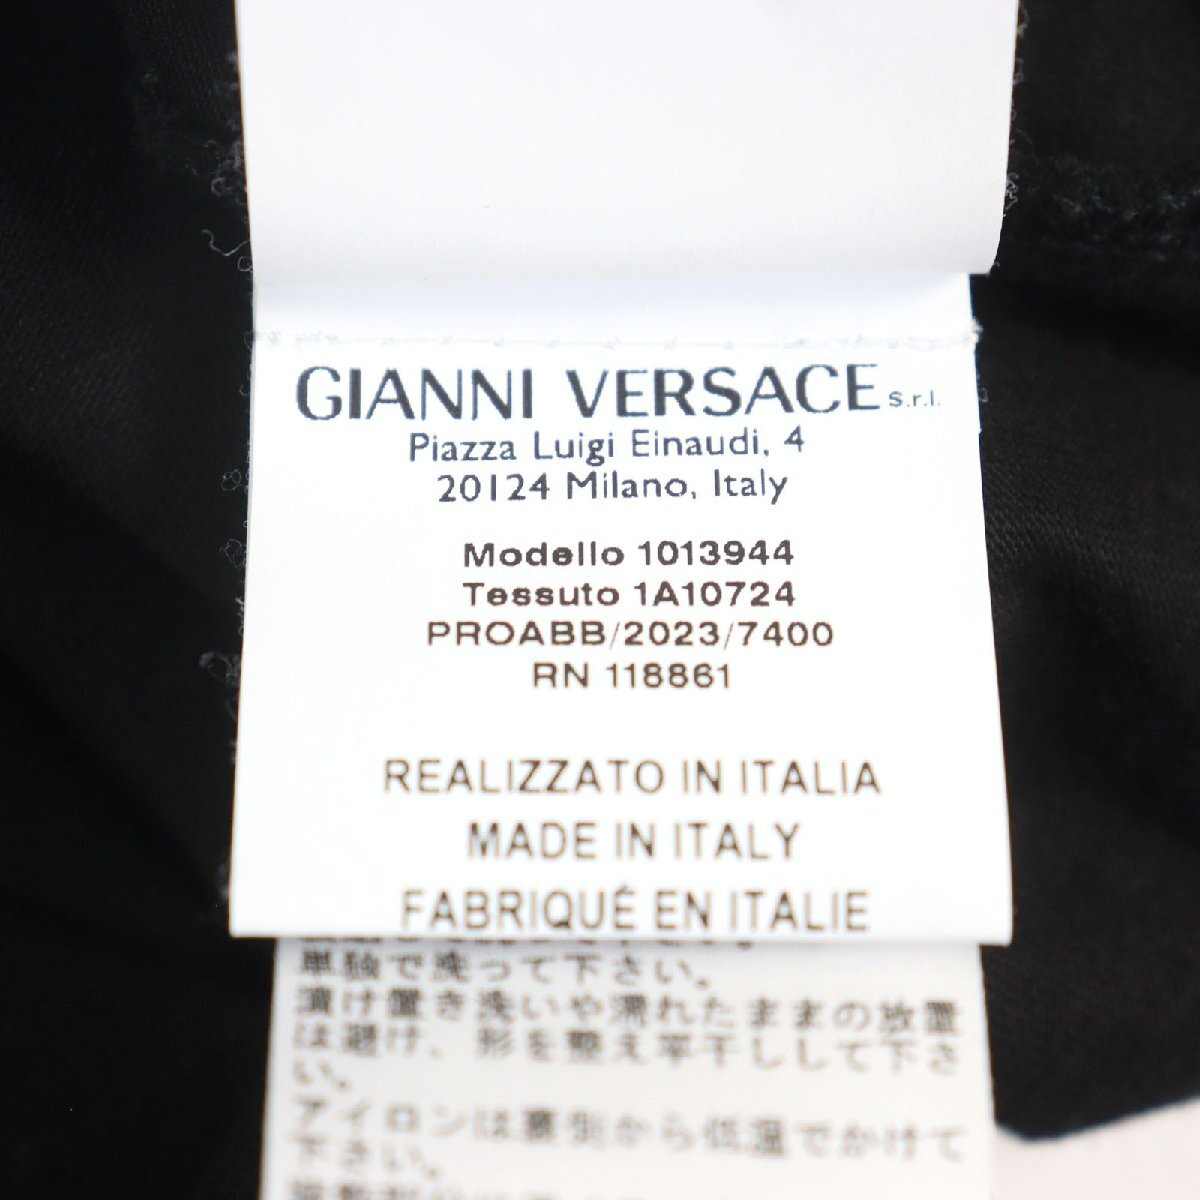 GIANNI VERSACE S.r.l.
Piazza Luigi Einaudi, 4
20124 Milano, Italy
Modello 1013944
Tessuto 1A10724
PROABB/2023/7400
RN 118861
REALIZZATO IN ITALIA
MADE IN ITALY
FABRIQUÉ EN ITALIE
単独で洗って下さい。
漬け置き洗いや濡れたままの放置
は避け、形を整え平干しして下さ
い。
アイロンは裏側から低温でかけて
下さい。